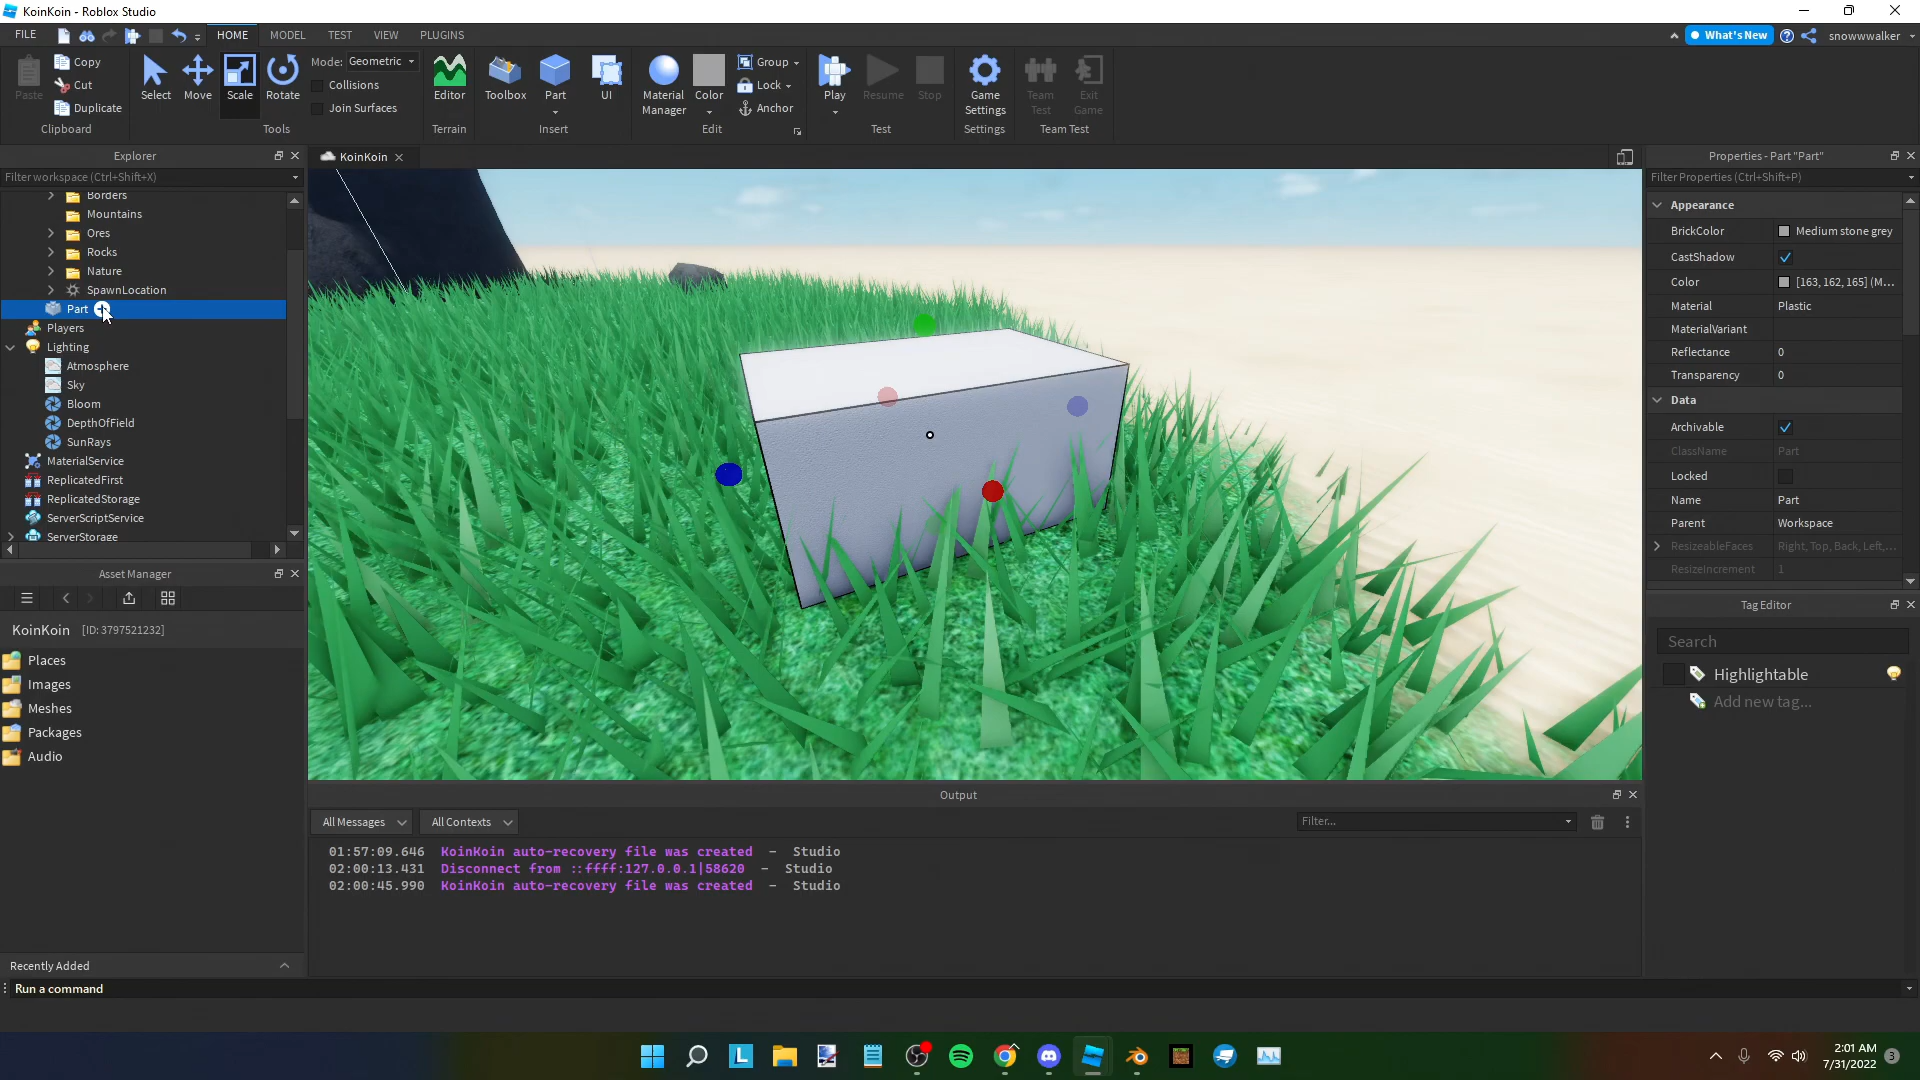 KoinKoin - Roblox Studio
FILE
HOME
MODEL
TEST
VIEW
PLUGINS
What's New
snowwwalker
Paste
Copy
Cut
Duplicate
Clipboard
Select
Move
Scale
Rotate
Mode: Geometric
Collisions
Join Surfaces
Tools
Editor
Terrain
Toolbox
Part
UI
Insert
Material Manager
Color
Group
Lock
Anchor
Edit
Play
Resume
Stop
Test
Game Settings
Settings
Team Test
Exit Game
Team Test
Explorer
Filter workspace (Ctrl+Shift+X)
Borders
Mountains
Ores
Rocks
Nature
SpawnLocation
Part
Players
Lighting
Atmosphere
Sky
Bloom
DepthOfField
SunRays
MaterialService
ReplicatedFirst
ReplicatedStorage
ServerScriptService
ServerStorage
Asset Manager
KoinKoin [ID: 3797521232]
Places
Images
Meshes
Packages
Audio
Recently Added
KoinKoin
Properties - Part "Part"
Filter Properties (Ctrl+Shift+P)
Appearance
BrickColor Medium stone grey
CastShadow
Color [163, 162, 165] (M...
Material Plastic
MaterialVariant
Reflectance 0
Transparency 0
Data
Archivable
ClassName Part
Locked
Name Part
Parent Workspace
ResizeableFaces Right, Top, Back, Left,...
ResizeIncrement 1
Tag Editor
Search
Highlightable
Add new tag...
Output
All Messages
All Contexts
Filter...
01:57:09.646 KoinKoin auto-recovery file was created - Studio
02:00:13.431 Disconnect from ::ffff:127.0.0.1|58620 - Studio
02:00:45.990 KoinKoin auto-recovery file was created - Studio
Run a command
L
2:01 AM
7/31/2022
3